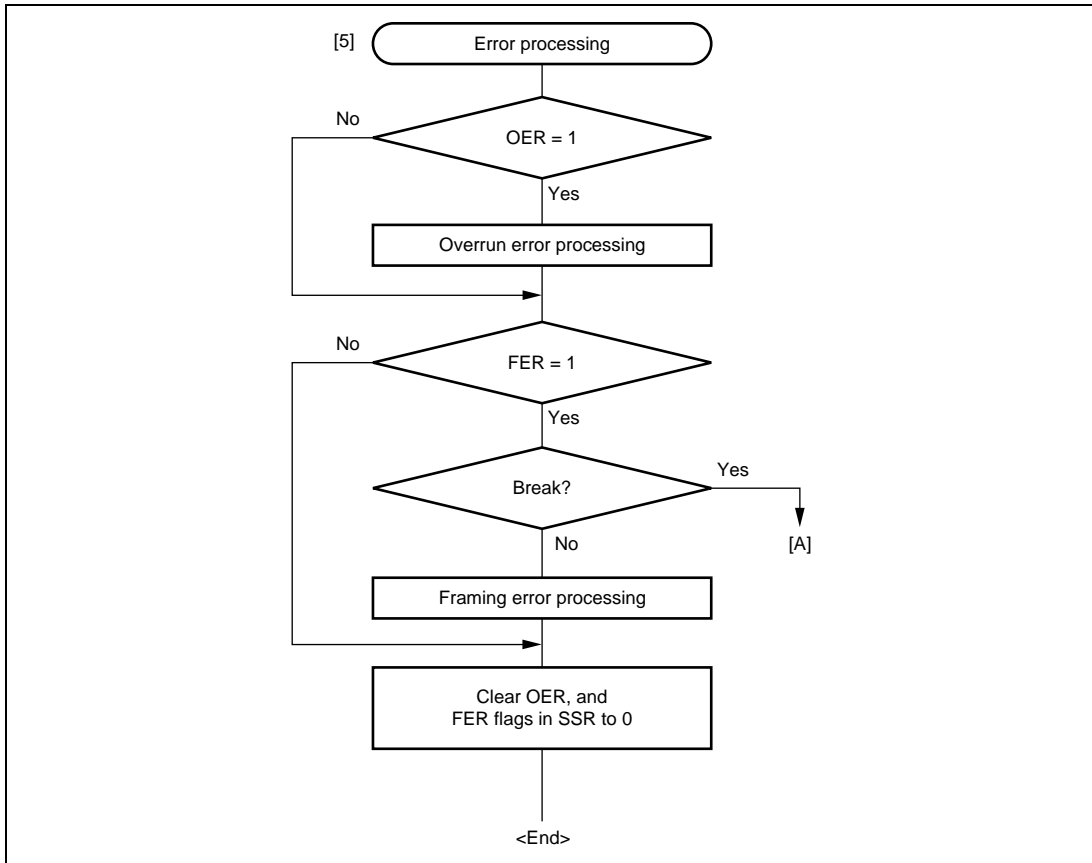 [5]
Error processing
No
OER = 1
Yes
Overrun error processing
No
FER = 1
Yes
Break?
Yes
No
[A]
Framing error processing
Clear OER, and
FER flags in SSR to 0
<End>